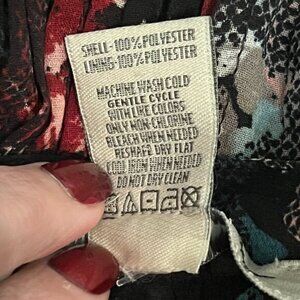 SHELL-100% POLYESTER
LINING-100% POLYESTER
MACHINE WASH COLD
GENTLE CYCLE
WITH LIKE COLORS
ONLY NON-CHLORINE
BLEACH WHEN NEEDED
RESHAPE DRY FLAT
COOL IRON WHEN NEEDED
DO NOT DRY CLEAN